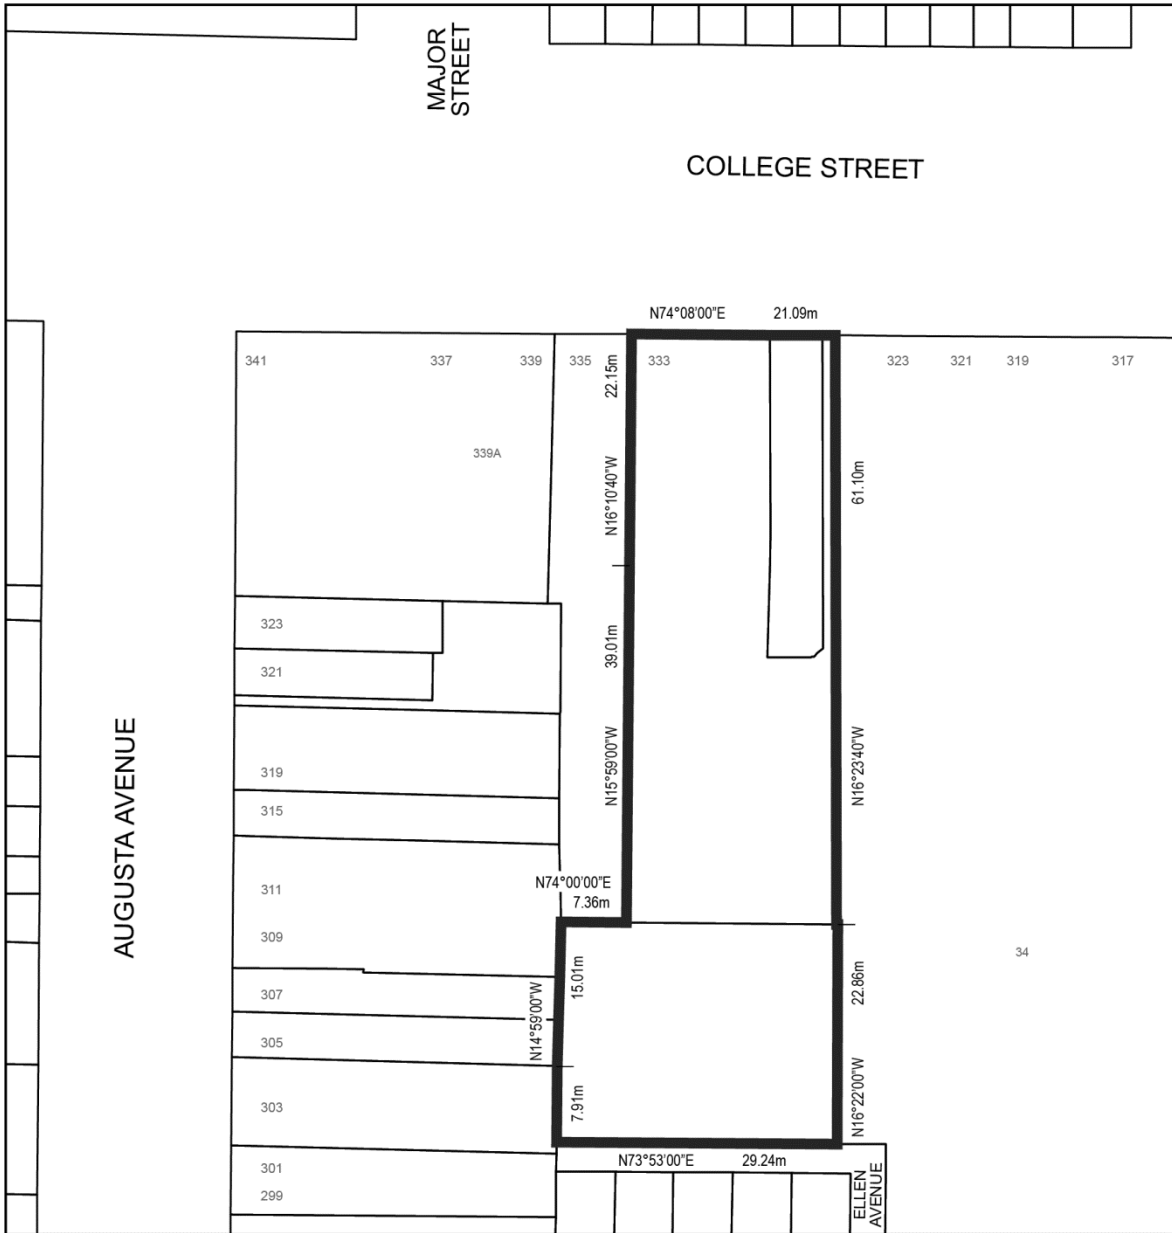 MAJOR
STREET
COLLEGE STREET
N74°08'00"E 21.09m
341 337 339 335 333 323 321 319 317
22.15m
339A
N16°10'40"W
61.10m
323
39.01m
321
N15°59'00"W
N16°23'40"W
319
315
AUGUSTA AVENUE
N74°00'00"E
7.36m
311
309
34
15.01m
22.86m
307
N14°59'00"W
305
303
7.91m
N16°22'00"W
N73°53'00"E 29.24m
301
299
ELLEN
AVENUE